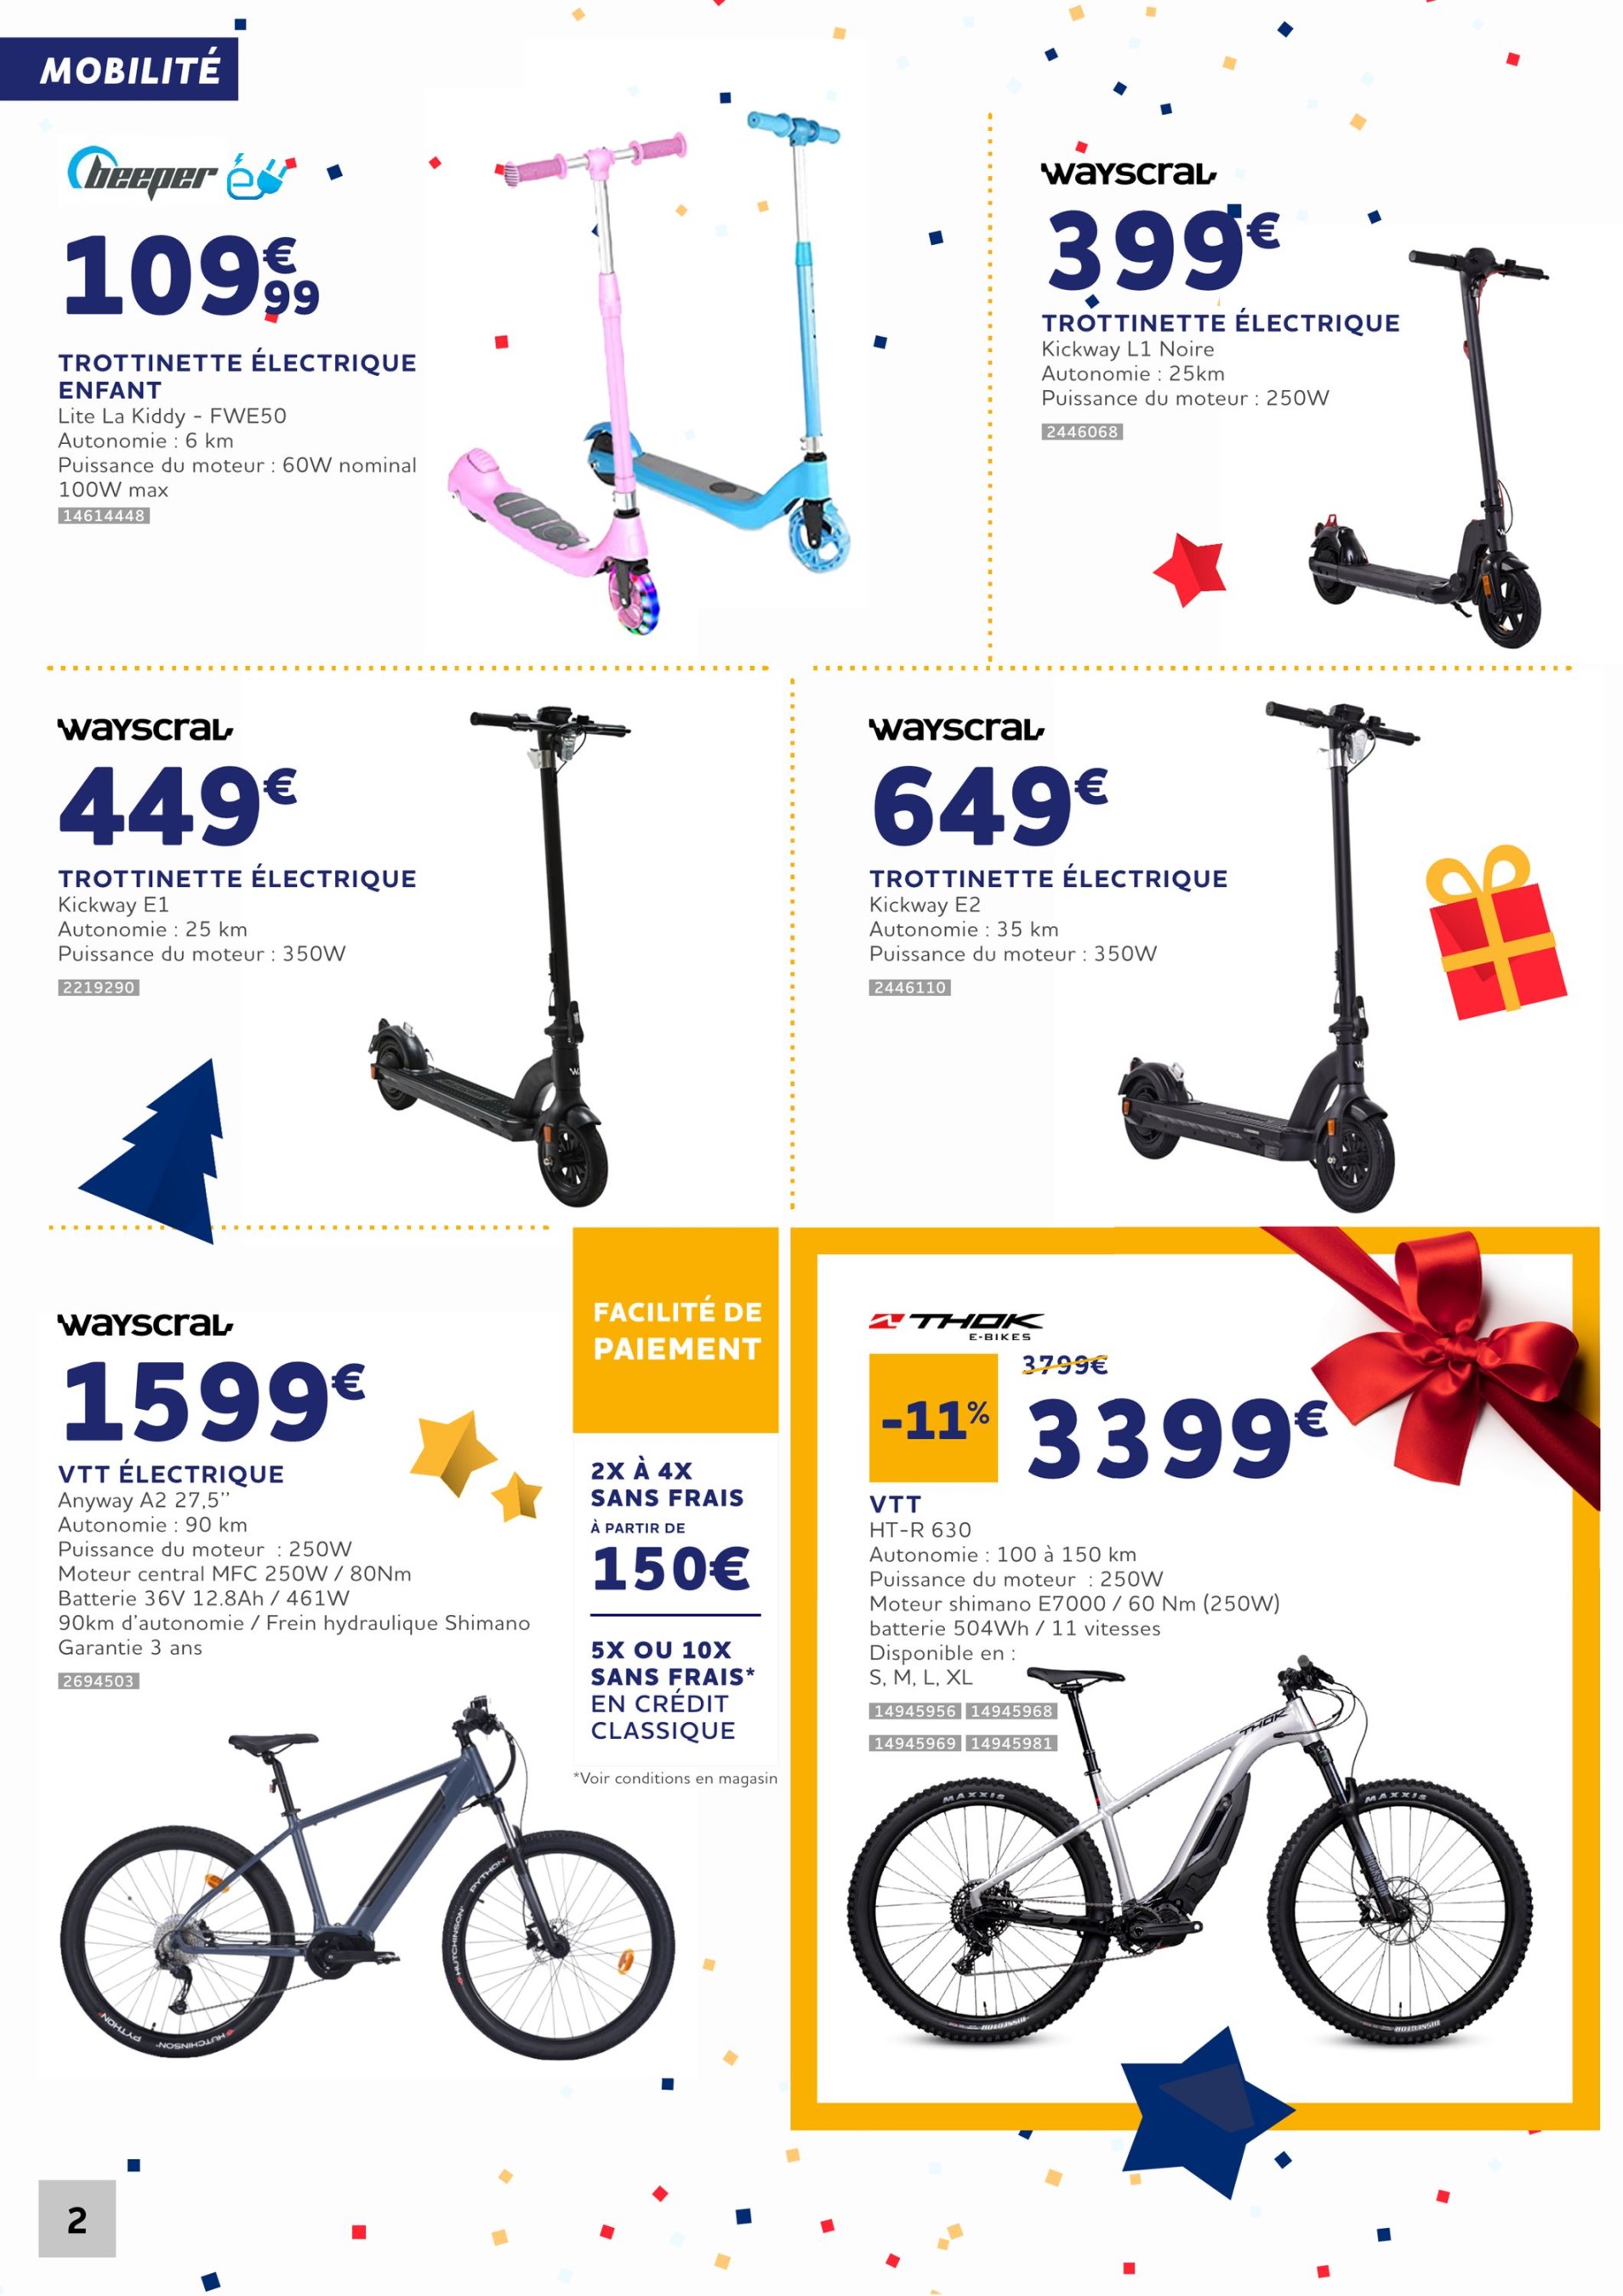 MOBILITÉ
beeper é
109€99
TROTTINETTE ÉLECTRIQUE
ENFANT
Lite La Kiddy - FWE50
Autonomie : 6 km
Puissance du moteur : 60W nominal
100W max
14614448
wayscral
399€
TROTTINETTE ÉLECTRIQUE
Kickway L1 Noire
Autonomie : 25km
Puissance du moteur : 250W
2446068
wayscral
449€
TROTTINETTE ÉLECTRIQUE
Kickway E1
Autonomie : 25 km
Puissance du moteur : 350W
2219290
wayscral
649€
TROTTINETTE ÉLECTRIQUE
Kickway E2
Autonomie : 35 km
Puissance du moteur : 350W
2446110
wayscral
1599€
VTT ÉLECTRIQUE
Anyway A2 27,5’’
Autonomie : 90 km
Puissance du moteur : 250W
Moteur central MFC 250W / 80Nm
Batterie 36V 12.8Ah / 461W
90km d’autonomie / Frein hydraulique Shimano
Garantie 3 ans
2694503
PYTHON
HUTCHINSON
PYTHON
HUTCHINSON
FACILITÉ DE
PAIEMENT
2X À 4X
SANS FRAIS
À PARTIR DE
150€
5X OU 10X
SANS FRAIS*
EN CRÉDIT
CLASSIQUE
*Voir conditions en magasin
THOK
E-BIKES
3799€
-11%
3399€
VTT
HT-R 630
Autonomie : 100 à 150 km
Puissance du moteur : 250W
Moteur shimano E7000 / 60 Nm (250W)
batterie 504Wh / 11 vitesses
Disponible en :
S, M, L, XL
14945956 14945968
14945969 14945981
THOK
MAXXIS
MAXXIS
2